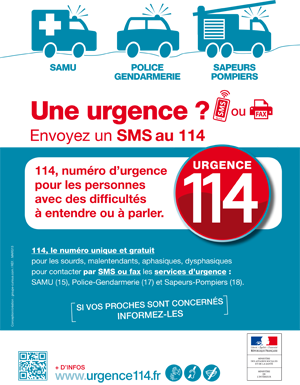 SAMU
POLICE
GENDARMERIE
SAPEURS
POMPIERS
Une urgence ? SMS ou FAX
Envoyez un SMS au 114
114, numéro d'urgence
pour les personnes
avec des difficultés
à entendre ou à parler.
URGENCE
114
114, le numéro unique et gratuit
pour les sourds, malentendants, aphasiques, dysphasiques
pour contacter par SMS ou fax les services d'urgence :
SAMU (15), Police-Gendarmerie (17) et Sapeurs-Pompiers (18).
SI VOS PROCHES SONT CONCERNÉS
INFORMEZ-LES
+ D'INFOS
www.urgence114.fr